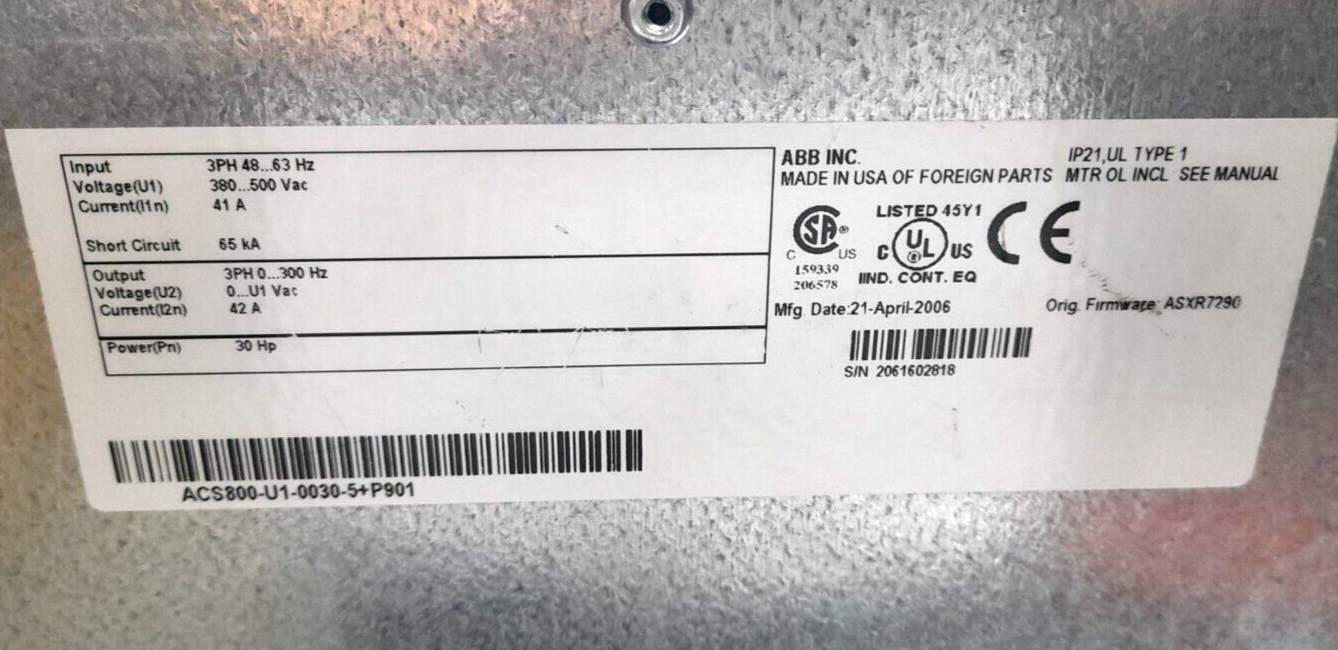 Input 3PH 48...63 Hz
Voltage(U1) 380...500 Vac
Current(I1n) 41 A
Short Circuit 65 kA
Output 3PH 0...300 Hz
Voltage(U2) 0...U1 Vac
Current(I2n) 42 A
Power(Pn) 30 Hp
ACS800-U1-0030-5+P901
ABB INC. IP21,UL TYPE 1
MADE IN USA OF FOREIGN PARTS MTR OL INCL SEE MANUAL
SA
C US
159339
206578
LISTED 45Y1
C UL US
IIND. CONT. EQ
CE
Mfg. Date:21-April-2006 Orig. Firmware: ASXR7290
S/N 2061602818